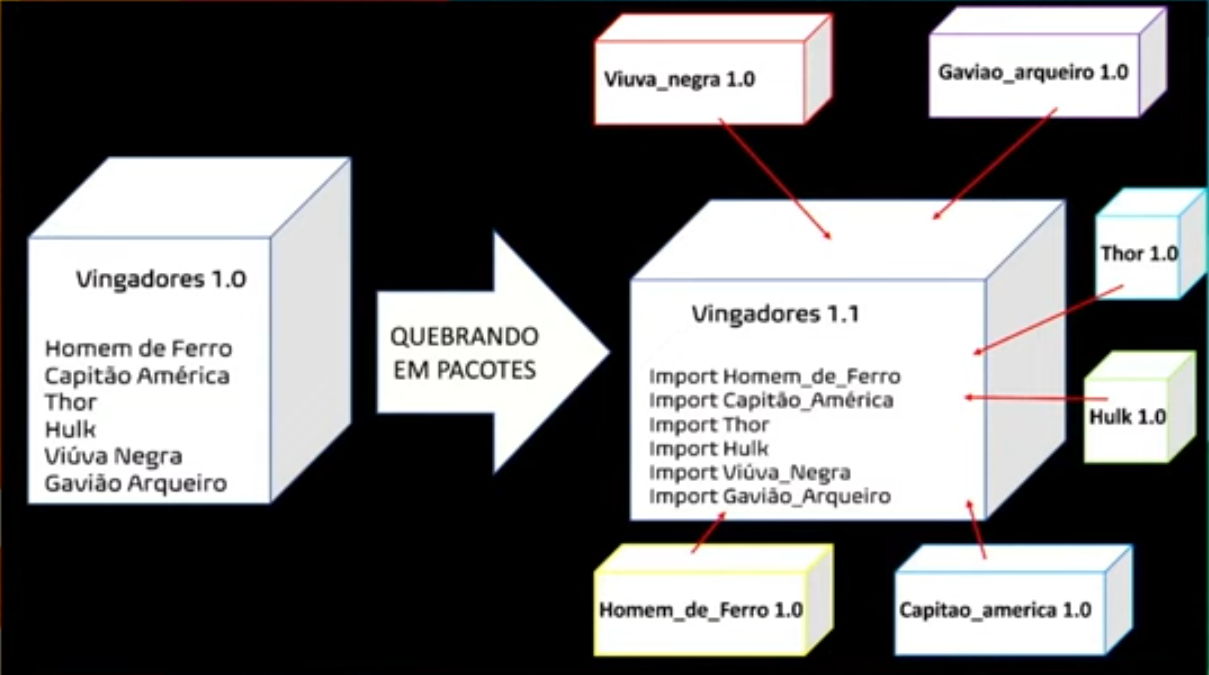 Viuva_negra 1.0
Gaviao_arqueiro 1.0
Vingadores 1.0
Homem de Ferro
Capitão América
Thor
Hulk
Viúva Negra
Gavião Arqueiro
QUEBRANDO
EM PACOTES
Vingadores 1.1
Import Homem_de_Ferro
Import Capitão_América
Import Thor
Import Hulk
Import Viúva_Negra
Import Gavião_Arqueiro
Thor 1.0
Hulk 1.0
Homem_de_Ferro 1.0
Capitao_america 1.0